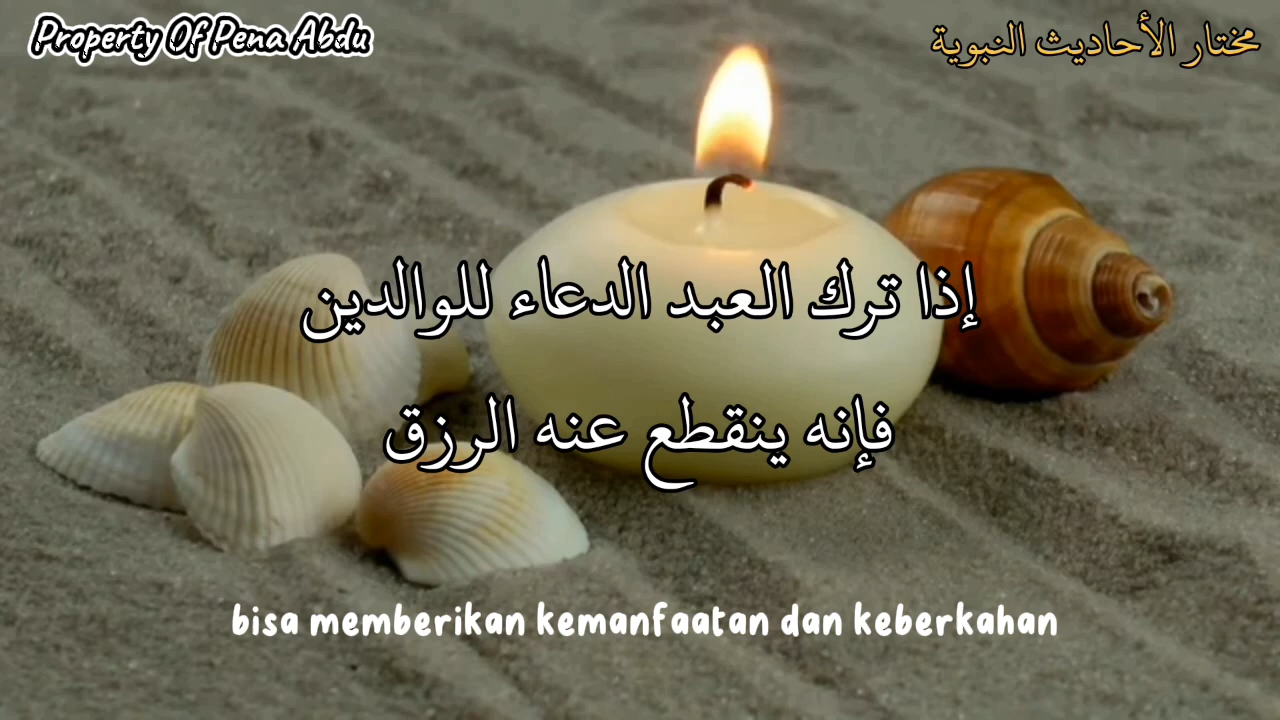 Property Of Pena Abdu
مختار الأحاديث النبوية
إذا ترك العبد الدعاء للوالدين
فإنه ينقطع عنه الرزق
bisa memberikan kemanfaatan dan keberkahan